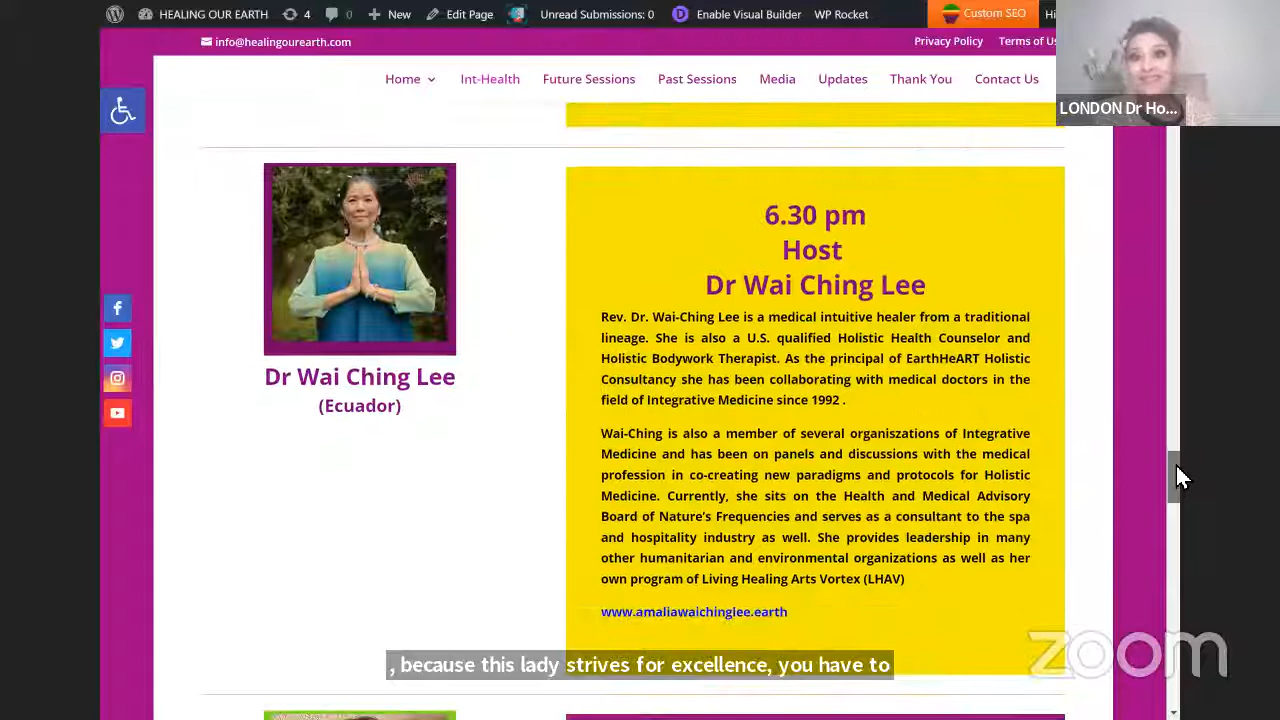 HEALING OUR EARTH 4 0 New Edit Page Unread Submissions: 0 Enable Visual Builder WP Rocket Custom SEO Hi
info@healingourearth.com Privacy Policy Terms of Us
LONDON Dr Ho...
Home Int-Health Future Sessions Past Sessions Media Updates Thank You Contact Us
6.30 pm
Host
Dr Wai Ching Lee
Dr Wai Ching Lee
(Ecuador)
Rev. Dr. Wai-Ching Lee is a medical intuitive healer from a traditional
lineage. She is also a U.S. qualified Holistic Health Counselor and
Holistic Bodywork Therapist. As the principal of EarthHeART Holistic
Consultancy she has been collaborating with medical doctors in the
field of Integrative Medicine since 1992 .
Wai-Ching is also a member of several organiszations of Integrative
Medicine and has been on panels and discussions with the medical
profession in co-creating new paradigms and protocols for Holistic
Medicine. Currently, she sits on the Health and Medical Advisory
Board of Nature's Frequencies and serves as a consultant to the spa
and hospitality industry as well. She provides leadership in many
other humanitarian and environmental organizations as well as her
own program of Living Healing Arts Vortex (LHAV)
www.amaliawaichinglee.earth
, because this lady strives for excellence, you have to
zoom